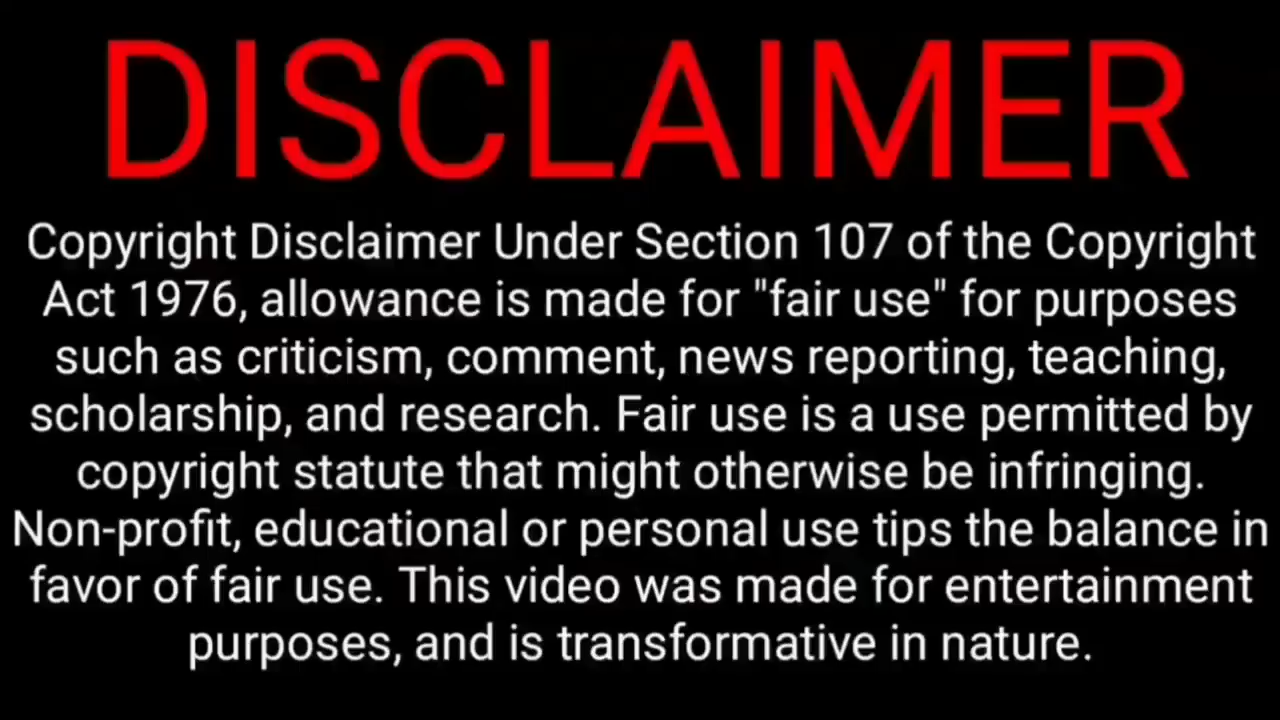 DISCLAIMER
Copyright Disclaimer Under Section 107 of the Copyright
Act 1976, allowance is made for "fair use" for purposes
such as criticism, comment, news reporting, teaching,
scholarship, and research. Fair use is a use permitted by
copyright statute that might otherwise be infringing.
Non-profit, educational or personal use tips the balance in
favor of fair use. This video was made for entertainment
purposes, and is transformative in nature.